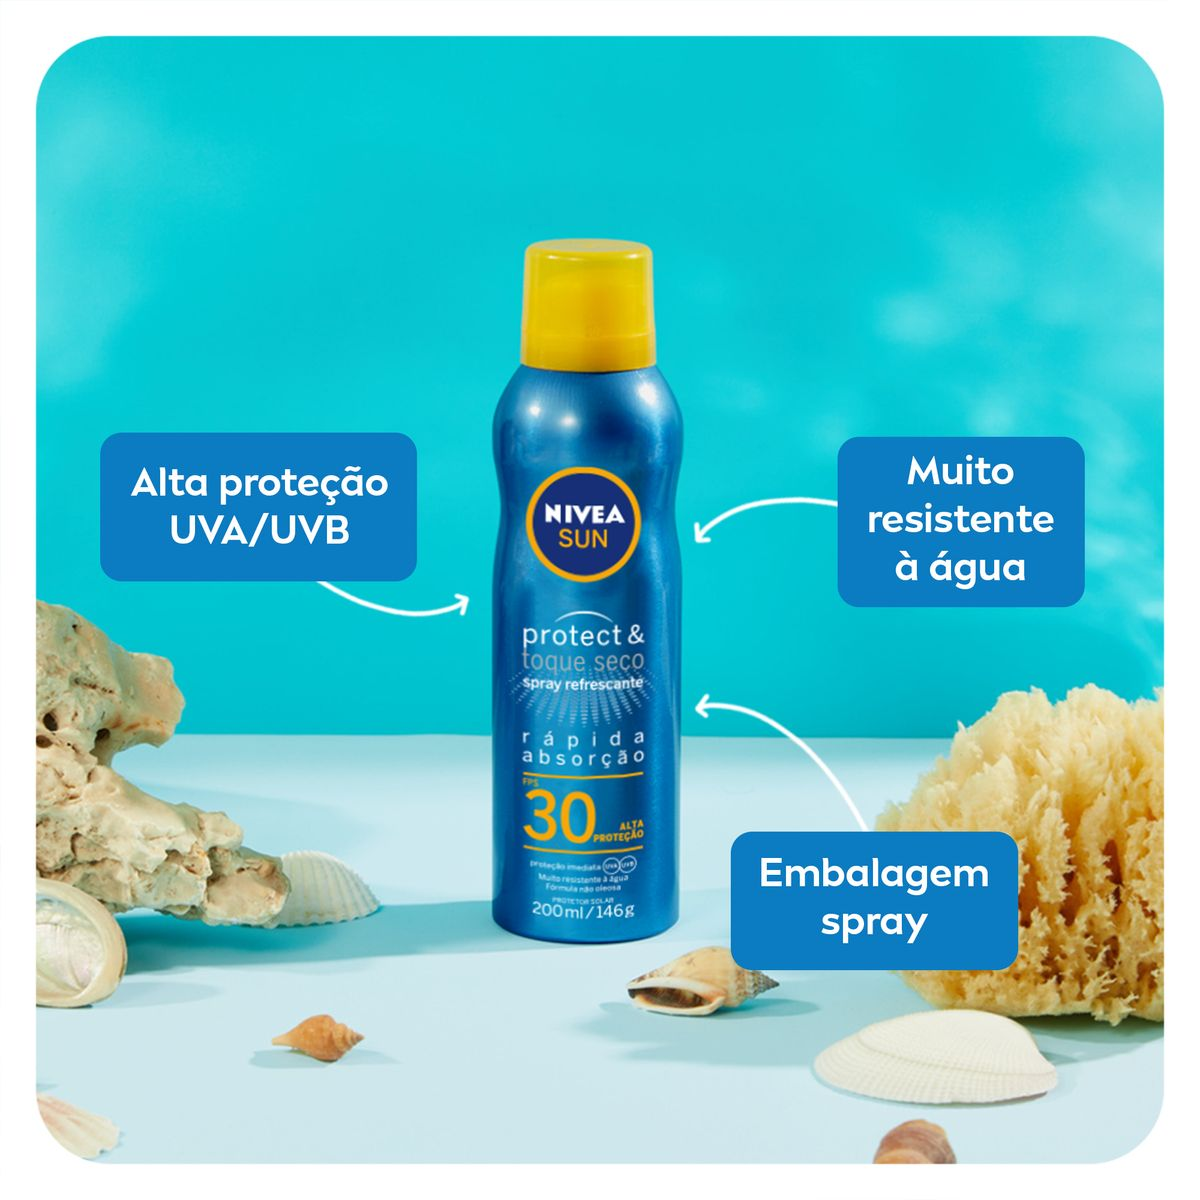 Alta proteção
UVA/UVB
Muito
resistente
à água
NIVEA
SUN
protect &
toque seco
spray refrescante
rápida
absorção
FPS
30
ALTA
PROTEÇÃO
proteção imediata UVA UVB
Muito resistente à água
Fórmula não oleosa
PROTETOR SOLAR
200ml/146g
Embalagem
spray